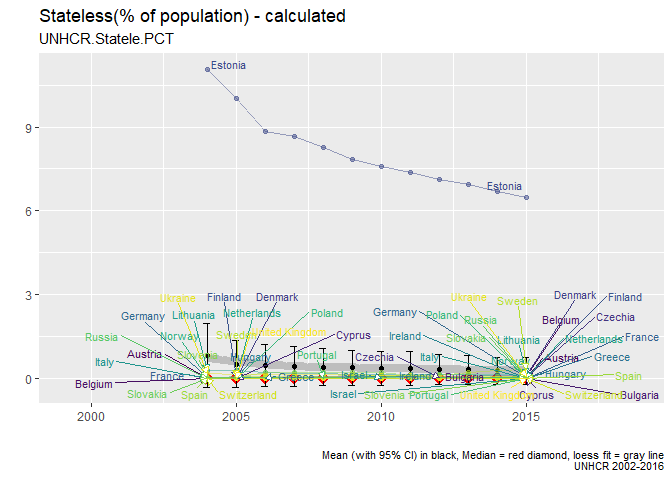 Stateless(% of population) - calculated
UNHCR.Statele.PCT
Estonia
9
Estonia
6
3
Ukraine Finland Denmark Ukraine Sweden Denmark Finland
Germany Lithuania Netherlands Poland Germany Poland Russia Belgium Czechia
Russia Norway Sweden United Kingdom Cyprus Ireland Slovakia Lithuania Netherlands France
Italy Austria Slovenia Hungary Portugal Czechia Italy Norway Austria Greece
0
Belgium France Greece Israel Ireland Bulgaria Hungary Spain
Slovakia Spain Switzerland Israel Slovenia Portugal United Kingdom Cyprus Switzerland Bulgaria
2000 2005 2010 2015
Mean (with 95% CI) in black, Median = red diamond, loess fit = gray line
UNHCR 2002-2016